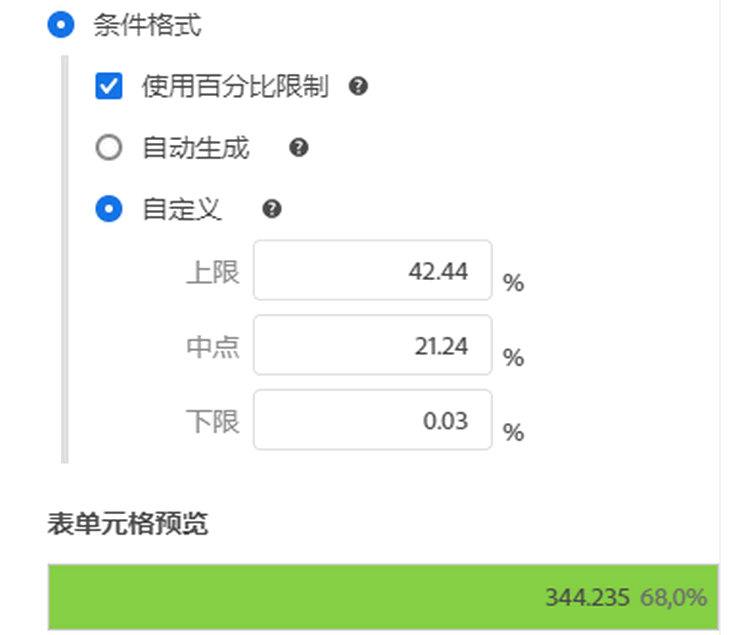 条件格式
使用百分比限制
自动生成
自定义
上限 42.44 %
中点 21.24 %
下限 0.03 %
表单元格预览
344.235 68,0%